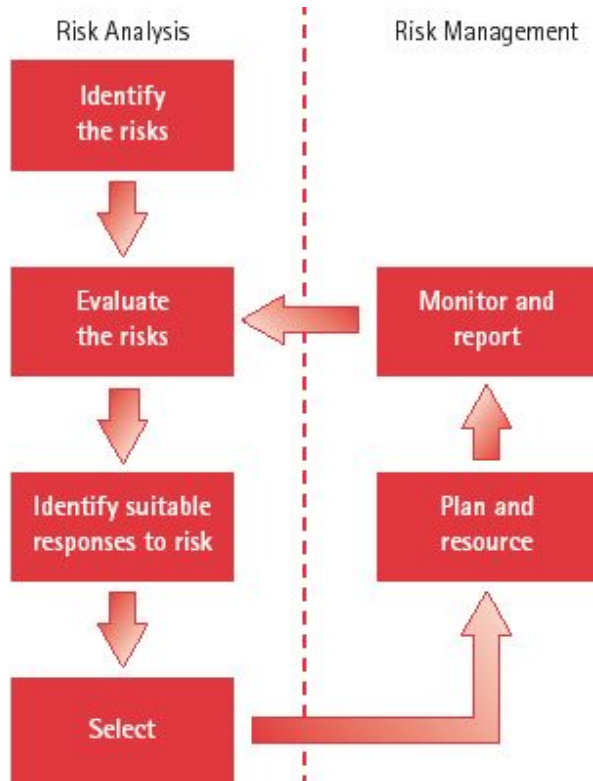 Risk Analysis
Risk Management
Identify
the risks
Evaluate
the risks
Monitor and
report
Identify suitable
responses to risk
Plan and
resource
Select